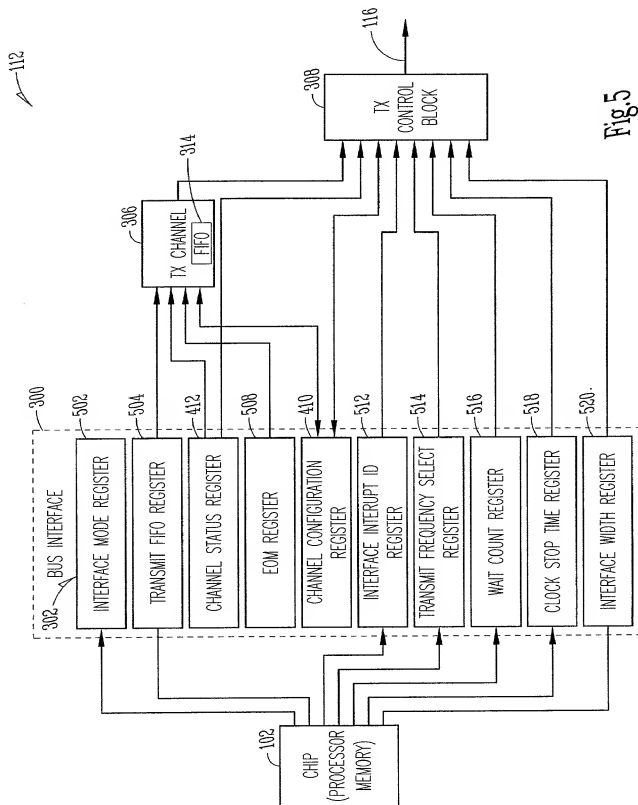 112
300
BUS INTERFACE
302
INTERFACE MODE REGISTER
502
TRANSMIT FIFO REGISTER
504
CHANNEL STATUS REGISTER
412
EOM REGISTER
508
CHANNEL CONFIGURATION
REGISTER
410
INTERFACE INTERUPT ID
REGISTER
512
TRANSMIT FREQUENCY SELECT
REGISTER
514
WAIT COUNT REGISTER
516
CLOCK STOP TIME REGISTER
518
INTERFACE WIDTH REGISTER
520
102
CHIP
(PROCESSOR
MEMORY)
306
TX CHANNEL
FIFO
314
308
TX
CONTROL
BLOCK
116
Fig.5